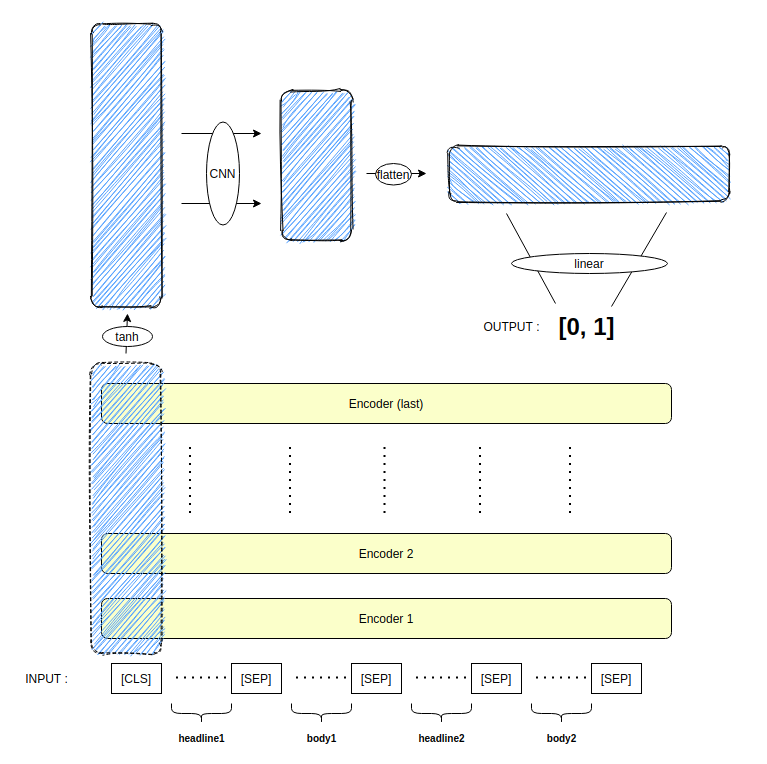 CNN
flatten
linear
OUTPUT : [0, 1]
tanh
Encoder (last)
Encoder 2
Encoder 1
INPUT : [CLS] [SEP] [SEP] [SEP] [SEP]
headline1 body1 headline2 body2